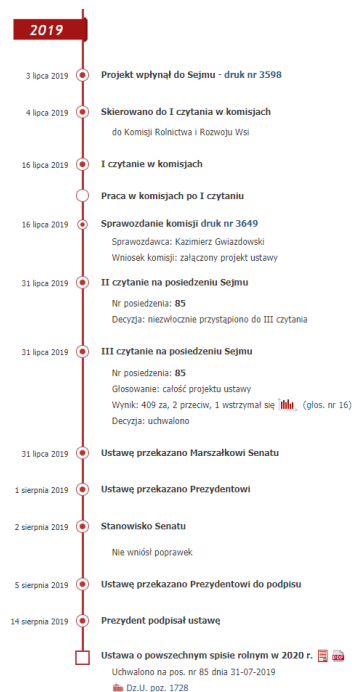 2019
3 lipca 2019 Projekt wpłynął do Sejmu - druk nr 3598
4 lipca 2019 Skierowano do I czytania w komisjach
do Komisji Rolnictwa i Rozwoju Wsi
16 lipca 2019 I czytanie w komisjach
Praca w komisjach po I czytaniu
16 lipca 2019 Sprawozdanie komisji druk nr 3649
Sprawozdawca: Kazimierz Gwiazdowski
Wniosek komisji: załączony projekt ustawy
31 lipca 2019 II czytanie na posiedzeniu Sejmu
Nr posiedzenia: 85
Decyzja: niezwłocznie przystąpiono do III czytania
31 lipca 2019 III czytanie na posiedzeniu Sejmu
Nr posiedzenia: 85
Głosowanie: całość projektu ustawy
Wynik: 409 za, 2 przeciw, 1 wstrzymał się (głos. nr 16)
Decyzja: uchwalono
31 lipca 2019 Ustawę przekazano Marszałkowi Senatu
1 sierpnia 2019 Ustawę przekazano Prezydentowi
2 sierpnia 2019 Stanowisko Senatu
Nie wniósł poprawek
5 sierpnia 2019 Ustawę przekazano Prezydentowi do podpisu
14 sierpnia 2019 Prezydent podpisał ustawę
Ustawa o powszechnym spisie rolnym w 2020 r.
Uchwalono na pos. nr 85 dnia 31-07-2019
Dz.U. poz. 1728